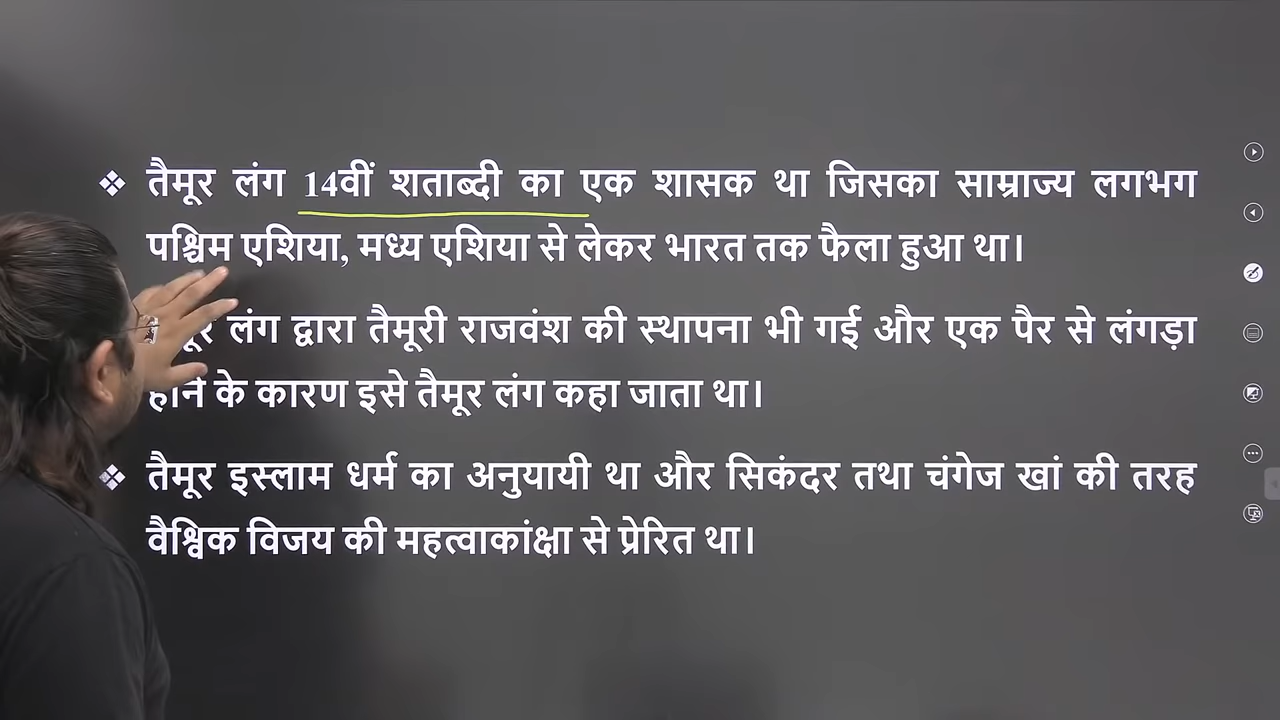 ❖ तैमूर लंग 14वीं शताब्दी का एक शासक था जिसका साम्राज्य लगभग
पश्चिम एशिया, मध्य एशिया से लेकर भारत तक फैला हुआ था।
लंग द्वारा तैमूरी राजवंश की स्थापना भी गई और एक पैर से लंगड़ा
होने के कारण इसे तैमूर लंग कहा जाता था।
❖ तैमूर इस्लाम धर्म का अनुयायी था और सिकंदर तथा चंगेज खां की तरह
वैश्विक विजय की महत्वाकांक्षा से प्रेरित था।